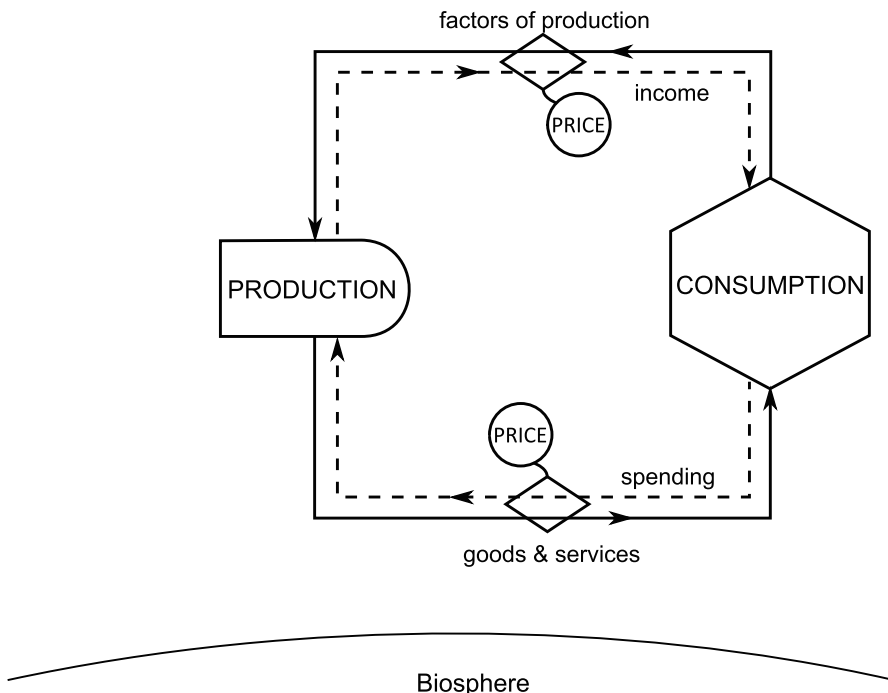 factors of production
income
PRICE
PRODUCTION
CONSUMPTION
PRICE
spending
goods & services
Biosphere